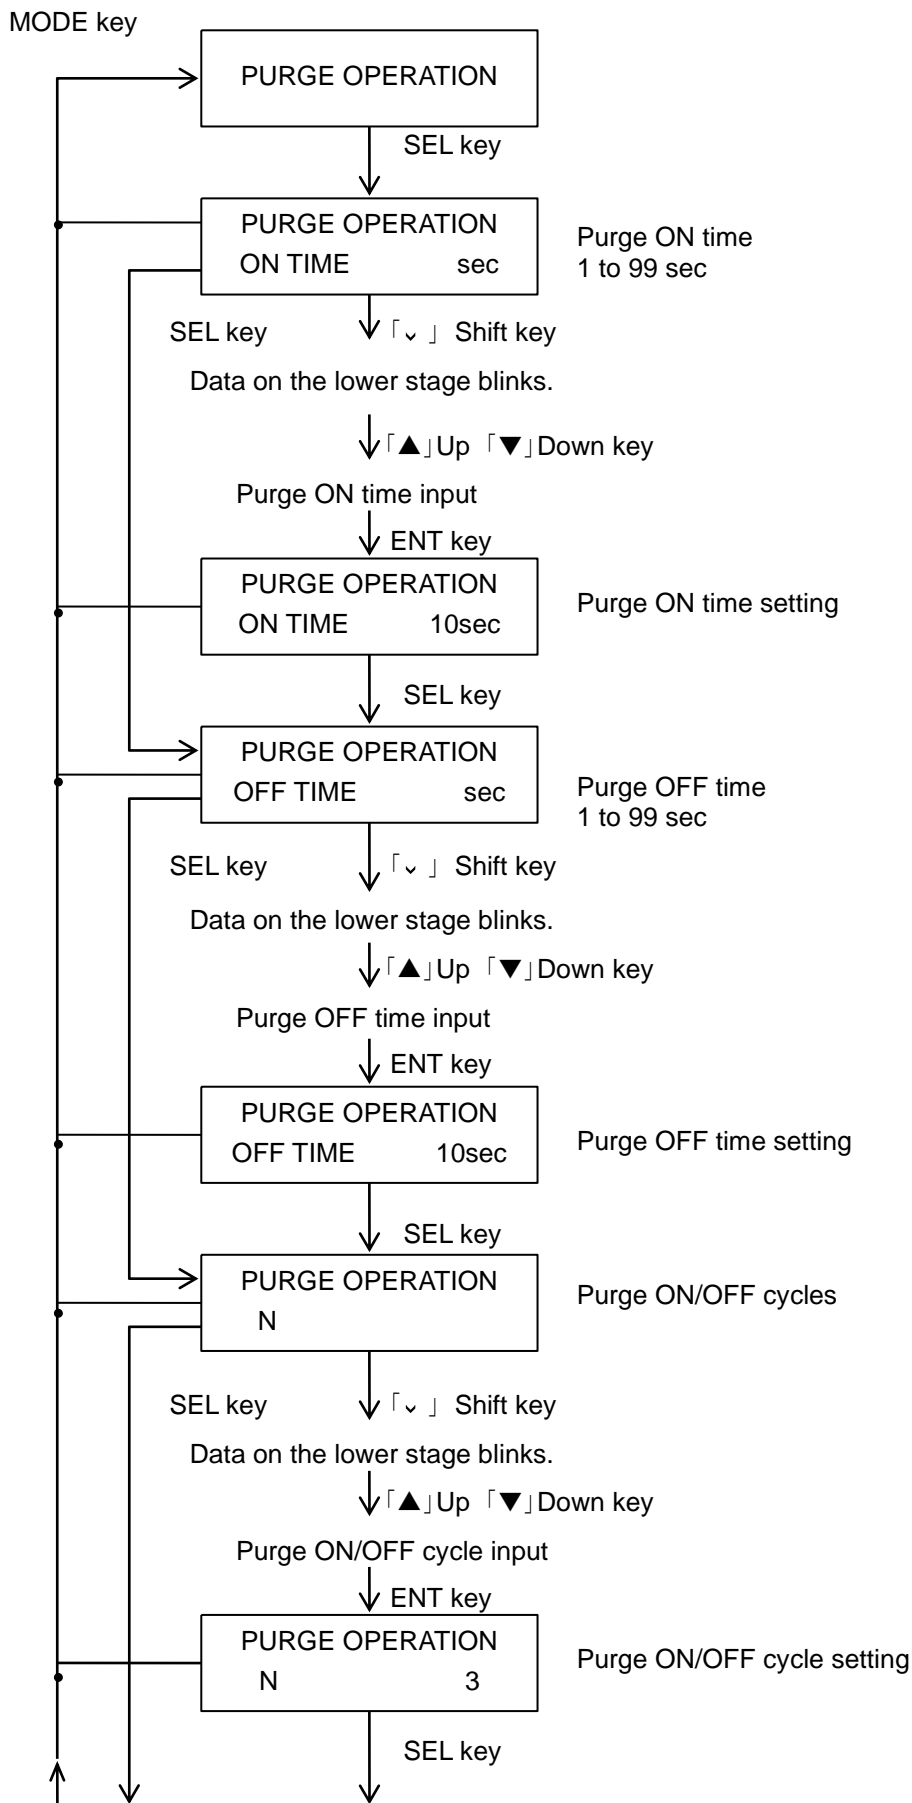 MODE key
PURGE OPERATION
SEL key
PURGE OPERATION
ON TIME sec
Purge ON time
1 to 99 sec
SEL key
「⌄」 Shift key
Data on the lower stage blinks.
「▲」Up 「▼」Down key
Purge ON time input
ENT key
PURGE OPERATION
ON TIME 10sec
Purge ON time setting
SEL key
PURGE OPERATION
OFF TIME sec
Purge OFF time
1 to 99 sec
SEL key
「⌄」 Shift key
Data on the lower stage blinks.
「▲」Up 「▼」Down key
Purge OFF time input
ENT key
PURGE OPERATION
OFF TIME 10sec
Purge OFF time setting
SEL key
PURGE OPERATION
N
Purge ON/OFF cycles
SEL key
「⌄」 Shift key
Data on the lower stage blinks.
「▲」Up 「▼」Down key
Purge ON/OFF cycle input
ENT key
PURGE OPERATION
N 3
Purge ON/OFF cycle setting
SEL key